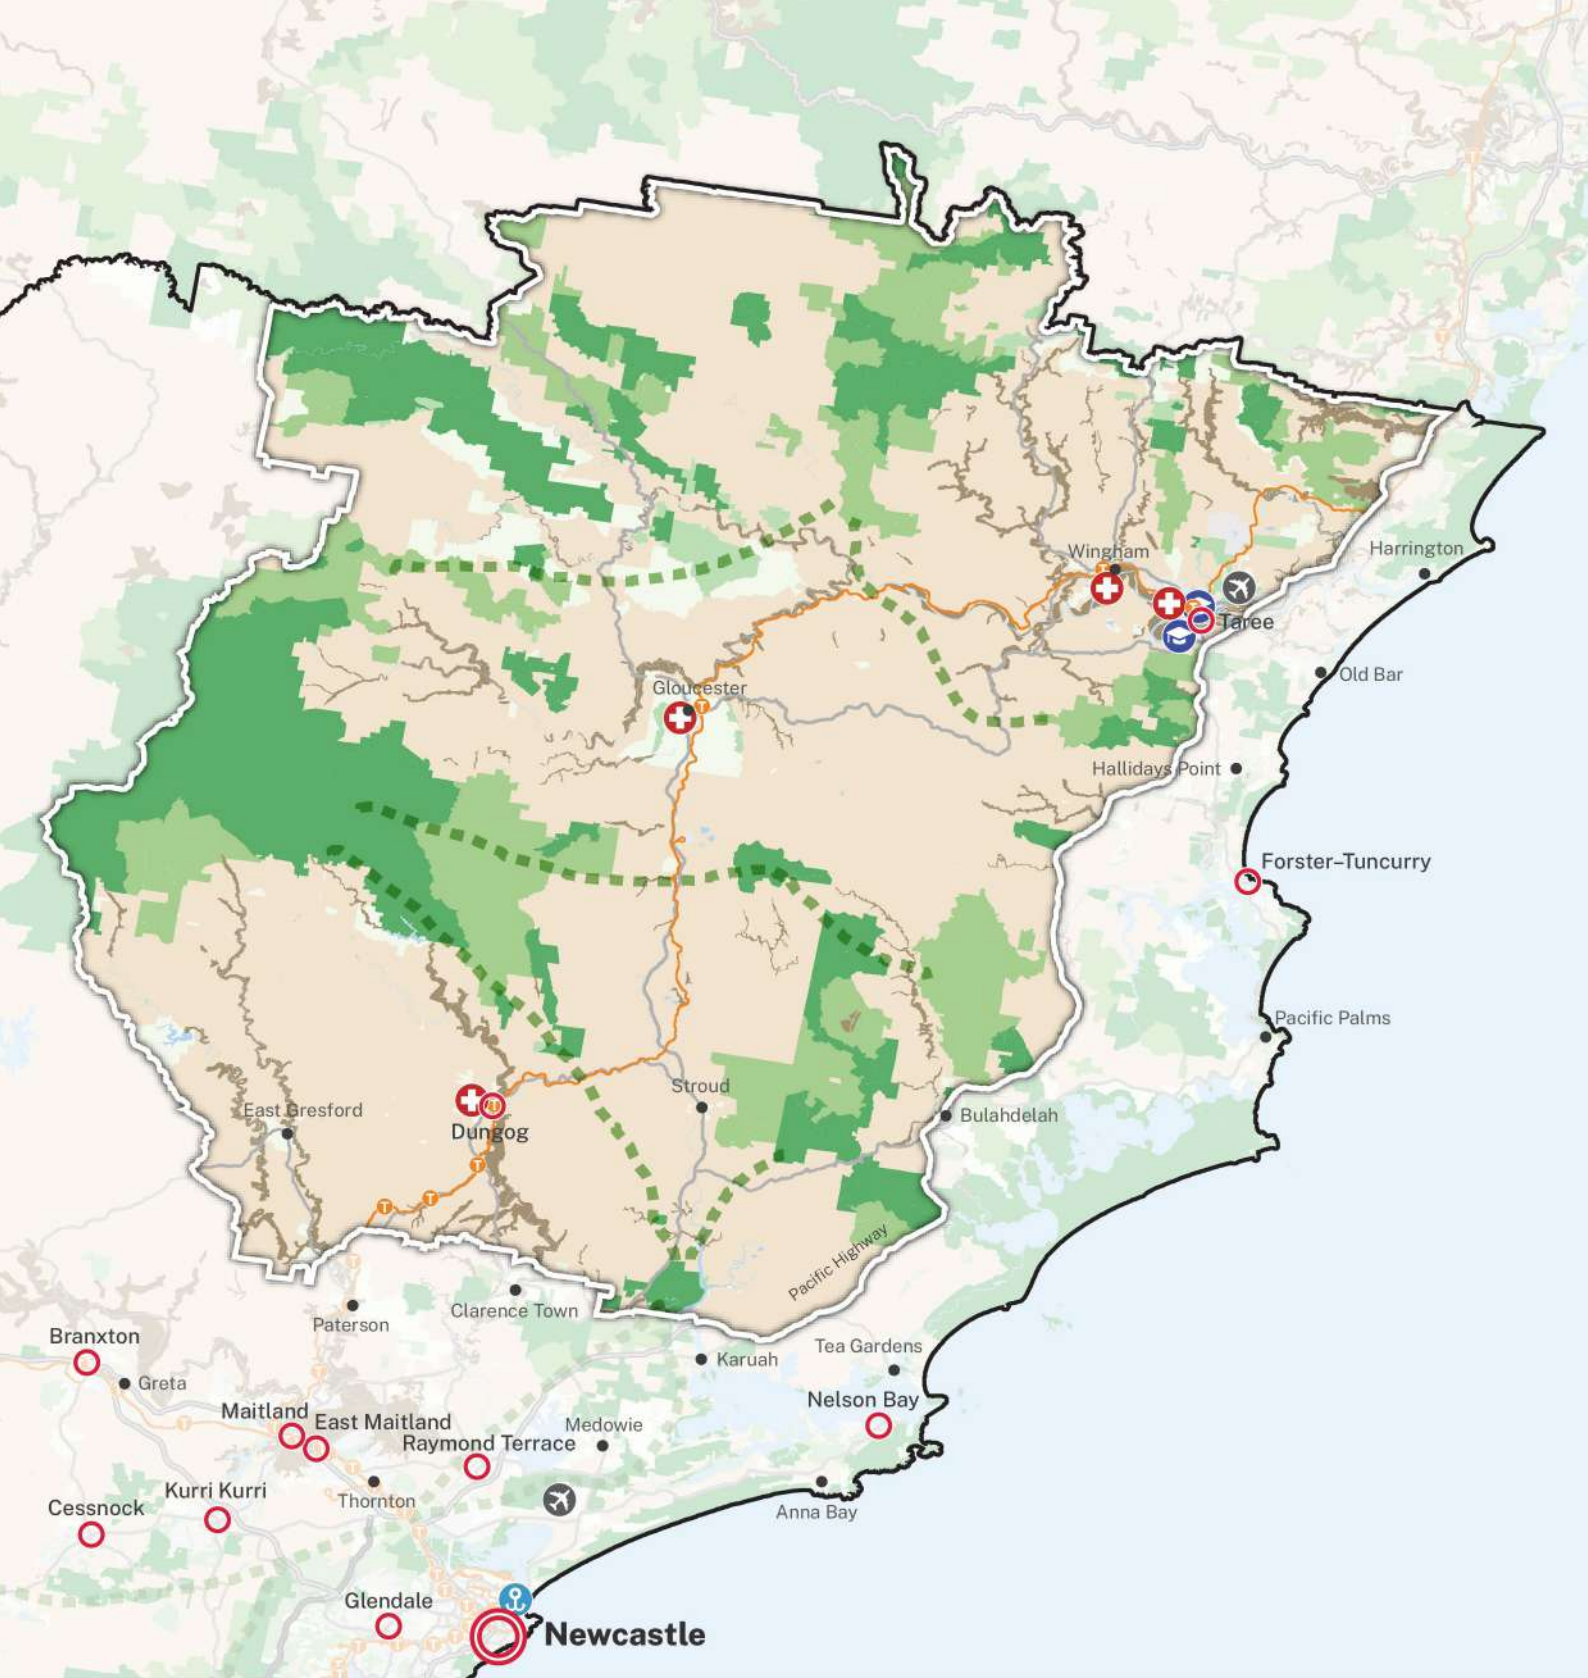 Wingham
Harrington
Taree
Old Bar
Gloucester
Hallidays Point
Forster–Tuncurry
Pacific Palms
Stroud
East Gresford
Bulahdelah
Dungog
T
T
T
T
T
T
Pacific Highway
Clarence Town
Paterson
Branxton
Karuah
Tea Gardens
Greta
Nelson Bay
Maitland
East Maitland
Medowie
Raymond Terrace
Kurri Kurri
Thornton
Cessnock
Anna Bay
Glendale
Newcastle